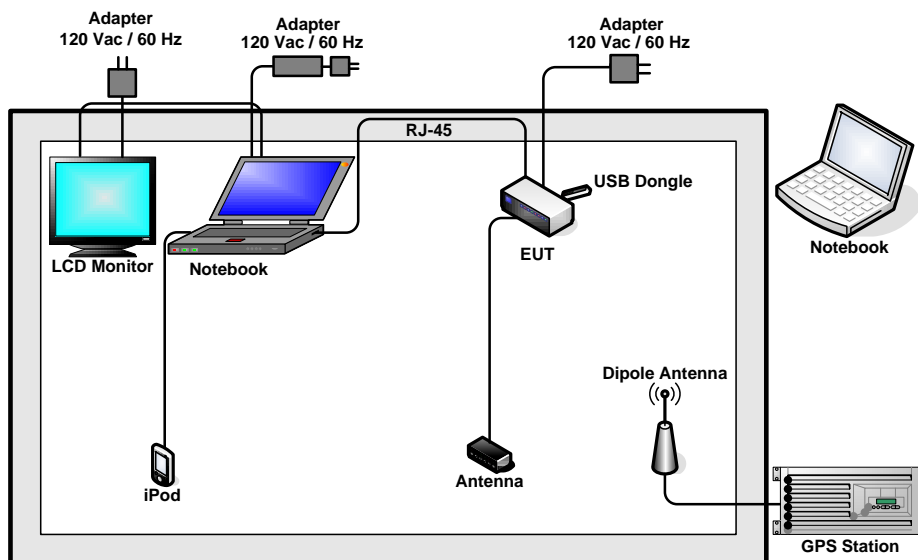 Adapter
120 Vac / 60 Hz
Adapter
120 Vac / 60 Hz
Adapter
120 Vac / 60 Hz
RJ-45
USB Dongle
LCD Monitor
Notebook
EUT
Notebook
Dipole Antenna
iPod
Antenna
GPS Station